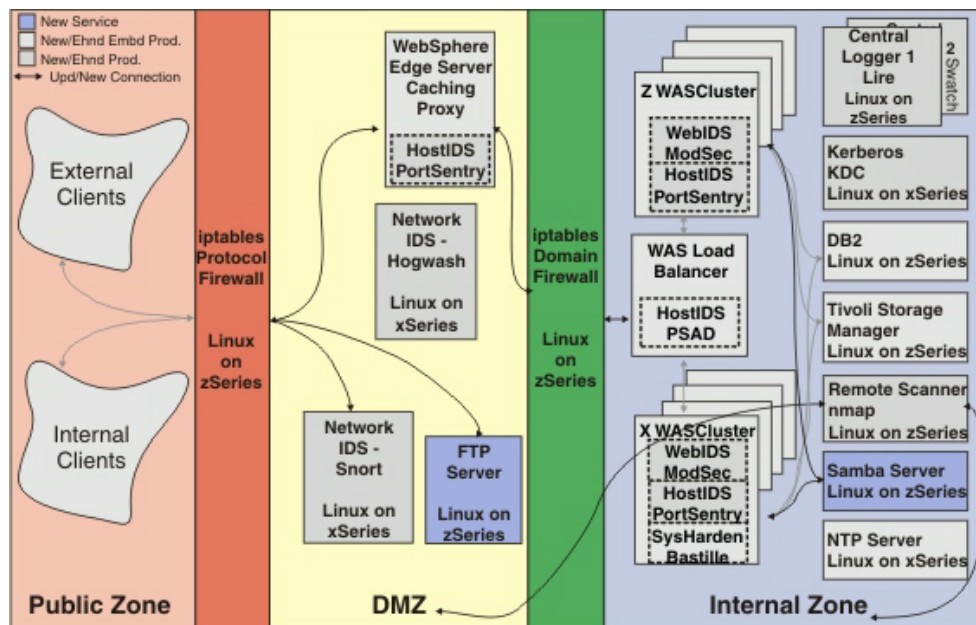 New Service
New/Ehnd Embd Prod.
New/Ehnd Prod.
Upd/New Connection
External
Clients
Internal
Clients
Public Zone
iptables
Protocol
Firewall
Linux
on
zSeries
WebSphere
Edge Server
Caching
Proxy
HostIDS
PortSentry
Network
IDS -
Hogwash
Linux on
xSeries
Network
IDS -
Snort
Linux on
xSeries
FTP
Server
Linux on
zSeries
DMZ
iptables
Domain
Firewall
Linux
on
zSeries
Z WASCluster
WebIDS
ModSec
HostIDS
PortSentry
WAS Load
Balancer
HostIDS
PSAD
X WASCluster
WebIDS
ModSec
HostIDS
PortSentry
SysHarden
Bastille
2
Swatch
Central
Logger 1
Lire
Linux on
zSeries
Kerberos
KDC
Linux on xSeries
DB2
Linux on zSeries
Tivoli Storage
Manager
Linux on zSeries
Remote Scanner
nmap
Linux on zSeries
Samba Server
Linux on zSeries
NTP Server
Linux on xSeries
Internal Zone